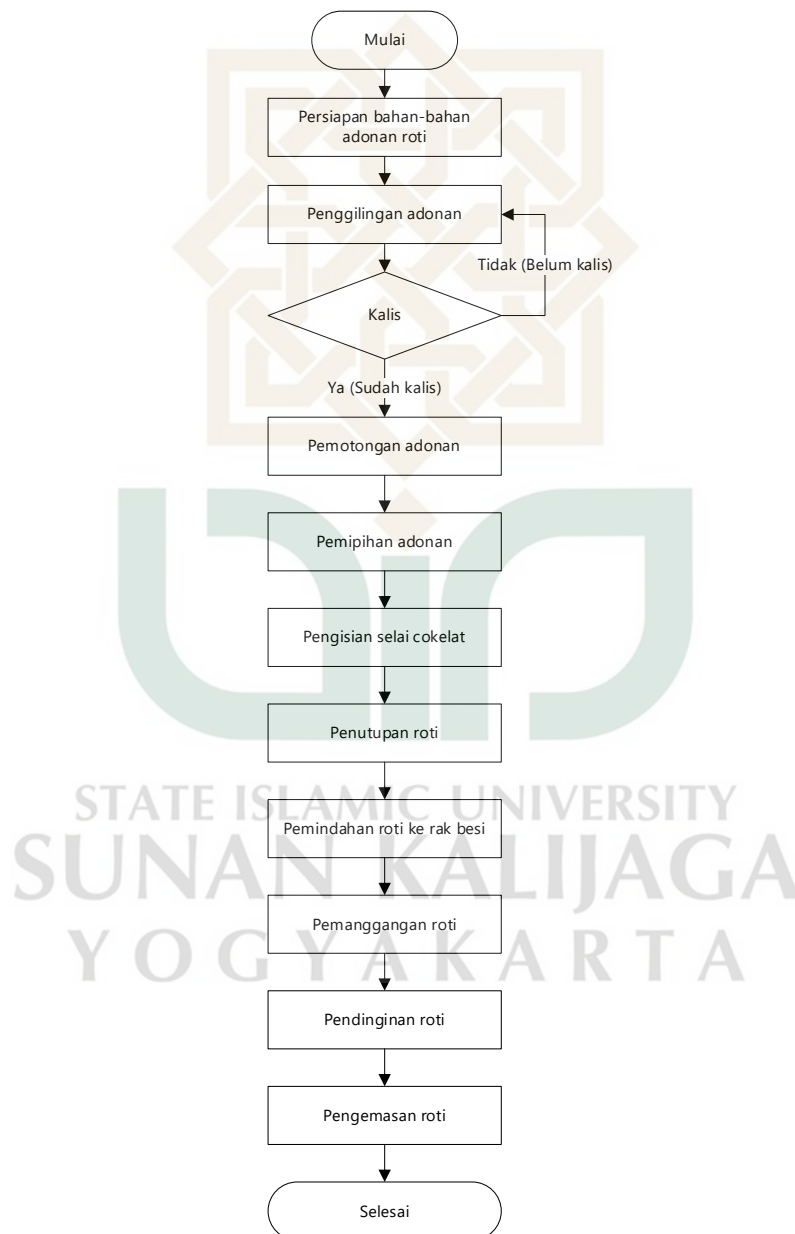 Mulai
Persiapan bahan-bahan
adonan roti
Penggilingan adonan
Tidak (Belum kalis)
Kalis
Ya (Sudah kalis)
Pemotongan adonan
Pemipihan adonan
Pengisian selai cokelat
Penutupan roti
STATE ISLAMIC UNIVERSITY
Pemindahan roti ke rak besi
SUNAN KALIJAGA
Pemanggangan roti
YOGYAKARTA
Pendinginan roti
Pengemasan roti
Selesai